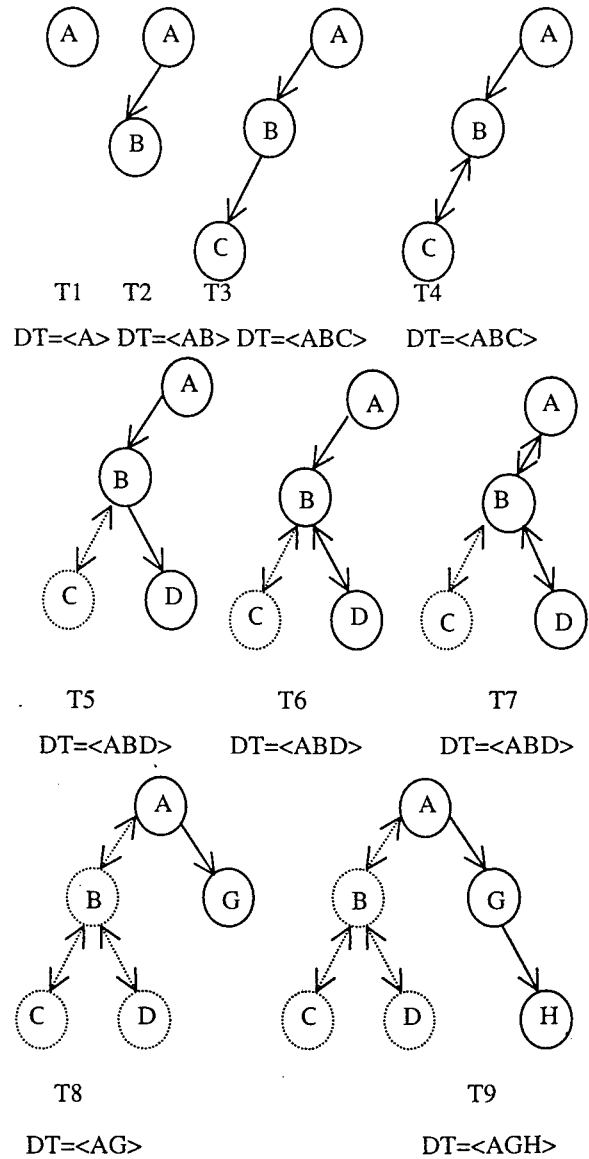 A A A A
B B B
C C
T1 T2 T3 T4
DT=<A> DT=<AB> DT=<ABC> DT=<ABC>
A A A
B B B
C D C D C D
T5 T6 T7
DT=<ABD> DT=<ABD> DT=<ABD>
A A
B G B G
C D C D H
T8 T9
DT=<AG> DT=<AGH>